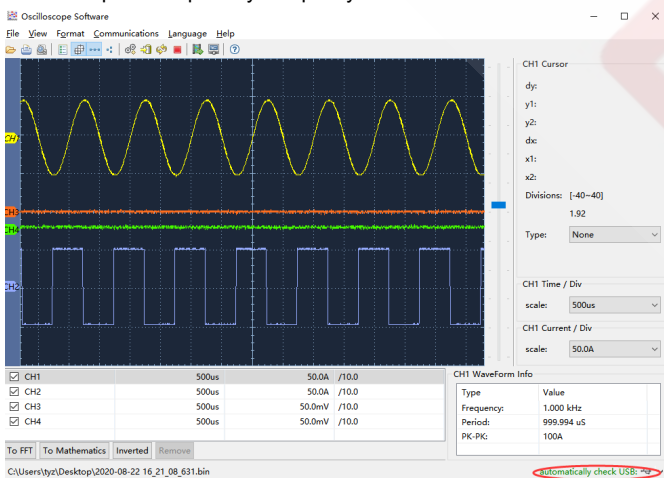 Oscilloscope Software
File View Format Communications Language Help
CH1 Cursor
dy:
y1:
y2:
dx:
x1:
x2:
Divisions: [-40~40]
1.92
Type: None
CH3
CH4
CH2
CH1 Time / Div
scale: 500us
CH1 Current / Div
scale: 50.0A
CH1 500us 50.0A /10.0
CH2 500us 50.0A /10.0
CH3 500us 50.0mV /10.0
CH4 500us 50.0mV /10.0
CH1 WaveForm Info
Type Value
Frequency: 1.000 kHz
Period: 999.994 uS
PK-PK: 100A
To FFT To Mathematics Inverted Remove
C:\Users\tyz\Desktop\2020-08-22 16_21_08_631.bin
automatically check USB: